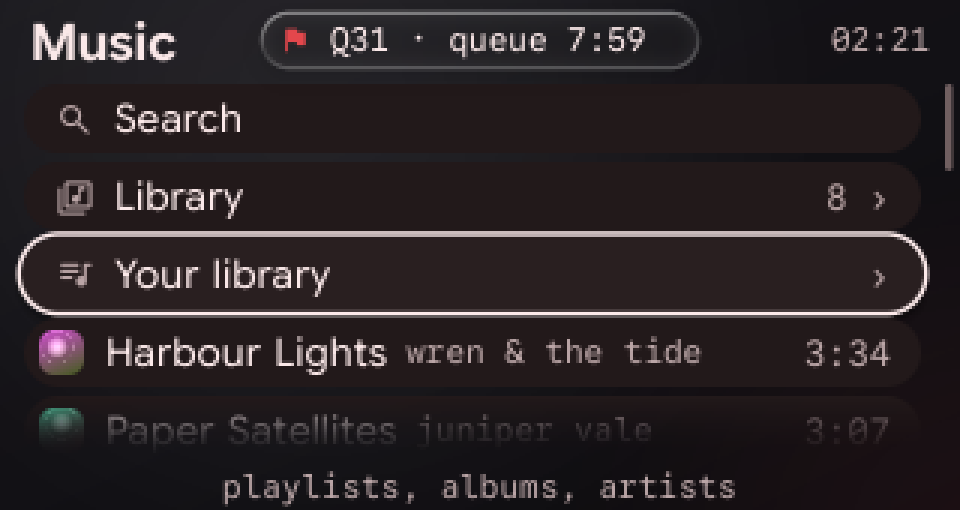 Music
Q31 · queue 7:59
02:21
Search
Library 8 ›
Your library ›
Harbour Lights wren & the tide 3:34
Paper Satellites juniper vale 3:07
playlists, albums, artists